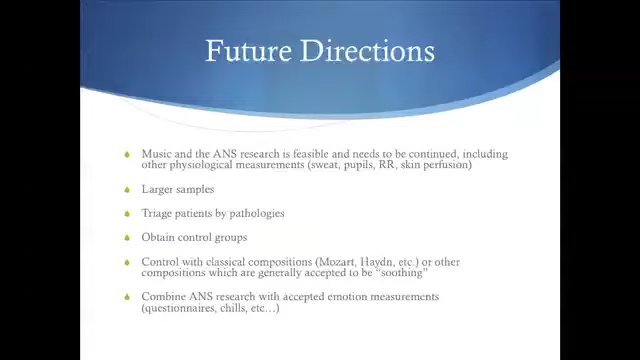 Future Directions
Music and the ANS research is feasible and needs to be continued, including
other physiological measurements (sweat, pupils, RR, skin perfusion)
Larger samples
Triage patients by pathologies
Obtain control groups
Control with classical compositions (Mozart, Haydn, etc.) or other
compositions which are generally accepted to be “soothing”
Combine ANS research with accepted emotion measurements
(questionnaires, chills, etc…)